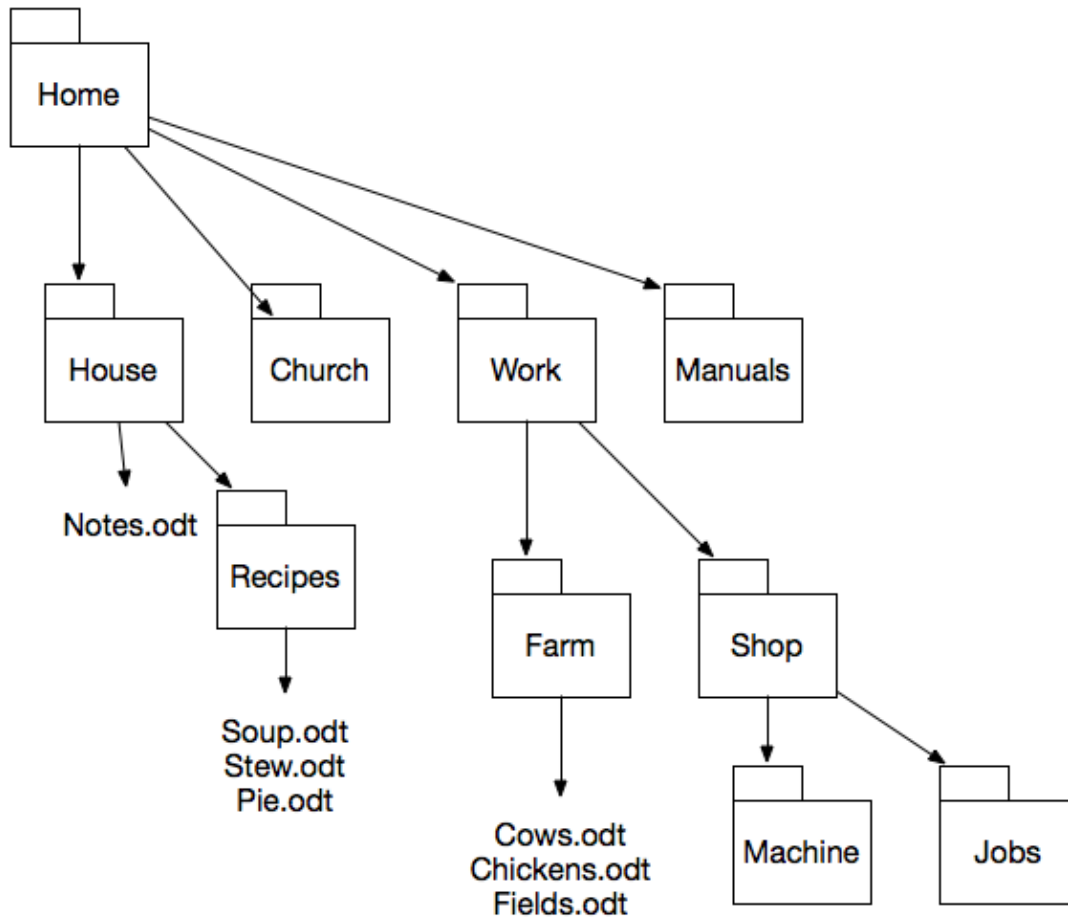 Home
House
Church
Work
Manuals
Notes.odt
Recipes
Farm
Shop
Soup.odt
Stew.odt
Pie.odt
Cows.odt
Chickens.odt
Fields.odt
Machine
Jobs